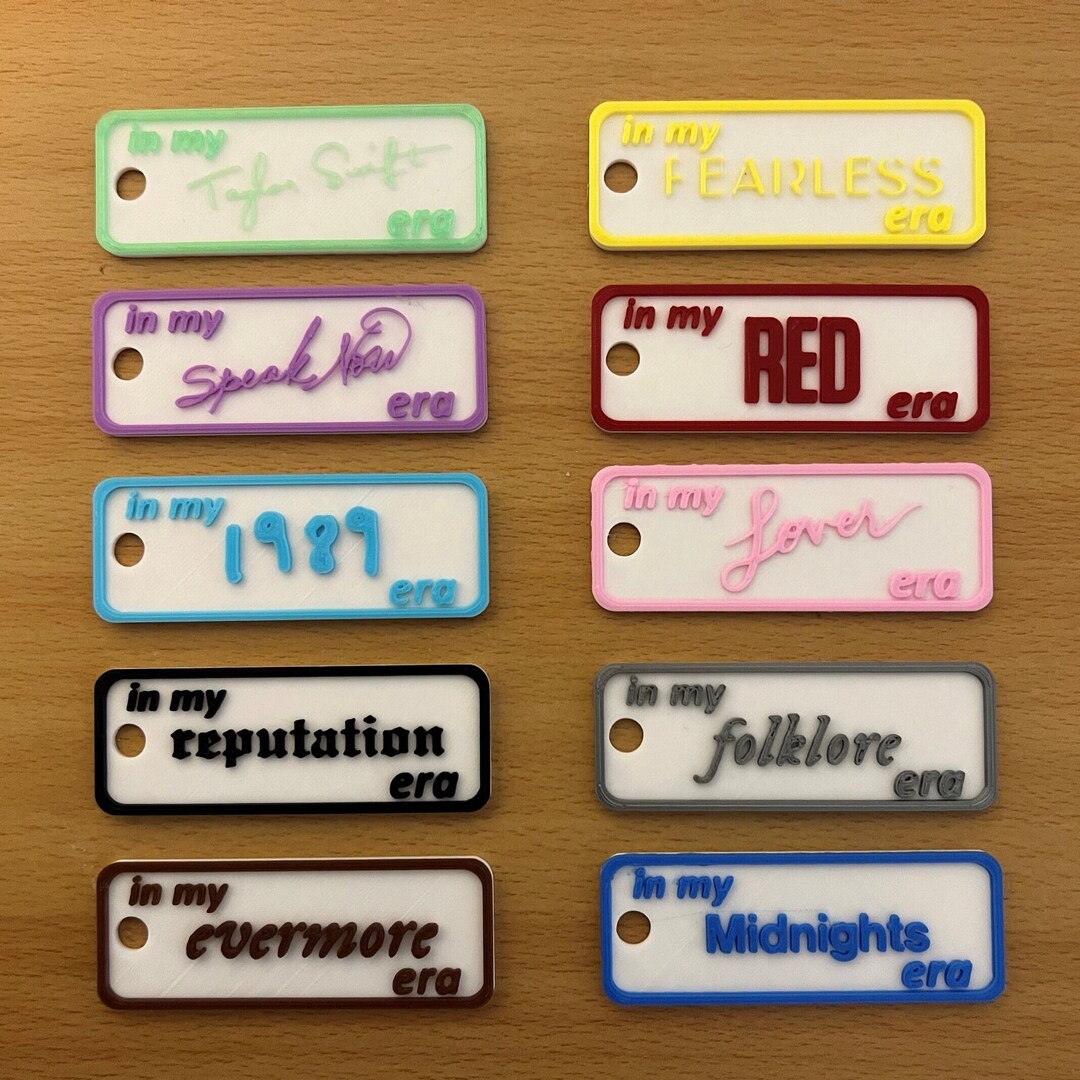 in my
Taylor Swift
era
in my
FEARLESS
era
in my
Speak Now
era
in my
RED
era
in my
1989
era
in my
Lover
era
in my
reputation
era
in my
folklore
era
in my
evermore
era
in my
Midnights
era